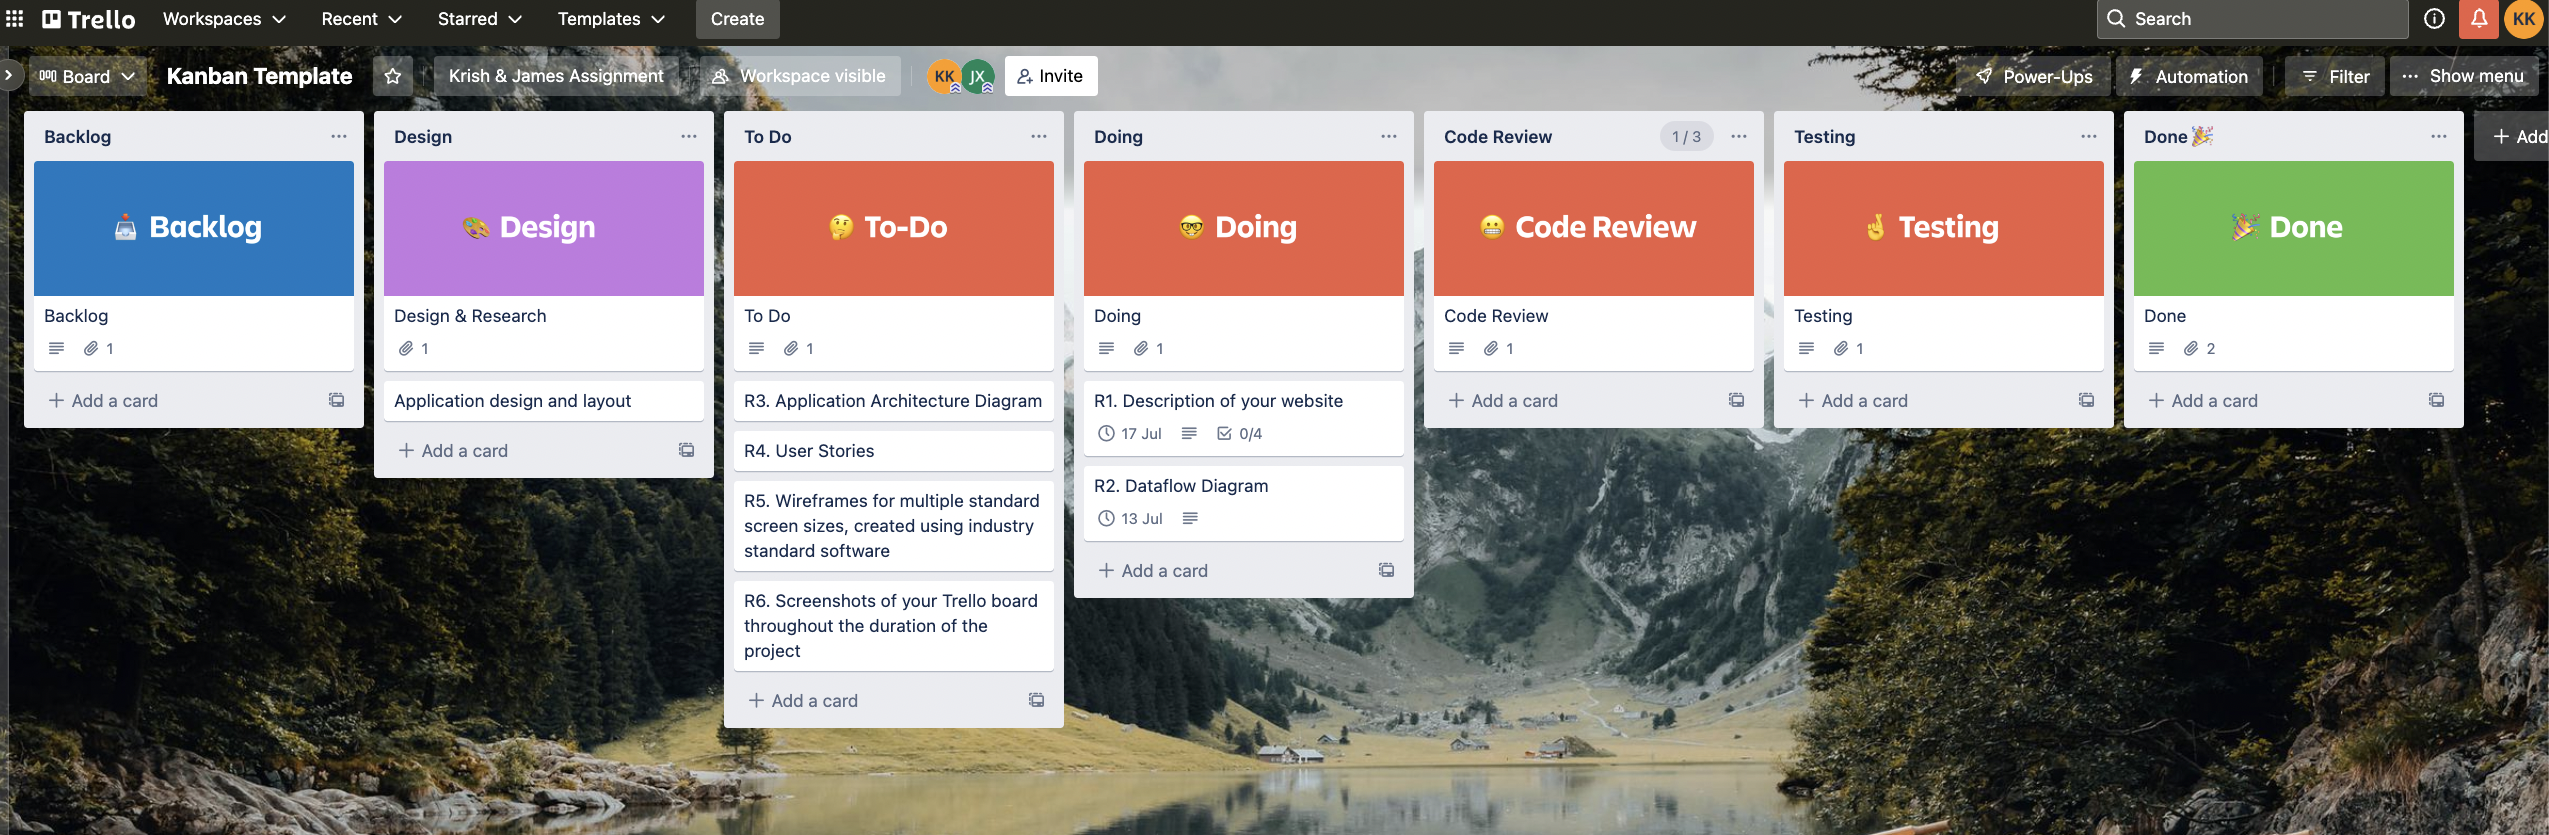 Trello
Workspaces
Recent
Starred
Templates
Create
Search
KK
Board
Kanban Template
Krish & James Assignment
Workspace visible
KK
JX
Invite
Power-Ups
Automation
Filter
Show menu
Backlog
Backlog
Backlog
1
Add a card
Design
Design
Design & Research
1
Application design and layout
Add a card
To Do
To-Do
To Do
1
R3. Application Architecture Diagram
R4. User Stories
R5. Wireframes for multiple standard
screen sizes, created using industry
standard software
R6. Screenshots of your Trello board
throughout the duration of the
project
Add a card
Doing
Doing
Doing
1
R1. Description of your website
17 Jul
0/4
R2. Dataflow Diagram
13 Jul
Add a card
Code Review
1 / 3
Code Review
Code Review
1
Add a card
Testing
Testing
Testing
1
Add a card
Done
Done
Done
2
Add a card
Add